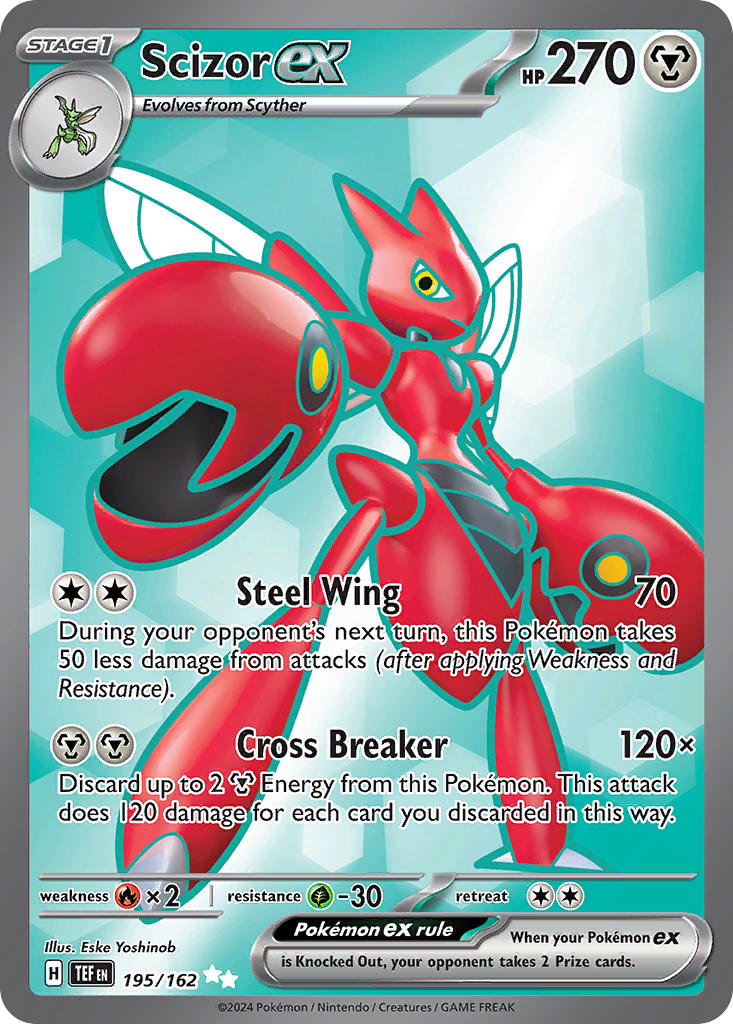 STAGE 1
Scizor ex
HP 270
Evolves from Scyther
Steel Wing 70
During your opponent's next turn, this Pokémon takes
50 less damage from attacks (after applying Weakness and
Resistance).
Cross Breaker 120×
Discard up to 2 Energy from this Pokémon. This attack
does 120 damage for each card you discarded in this way.
weakness ×2 resistance -30 retreat
Illus. Eske Yoshinob
Pokémon ex rule When your Pokémon ex
is Knocked Out, your opponent takes 2 Prize cards.
H TEF EN 195/162
©2024 Pokémon / Nintendo / Creatures / GAME FREAK